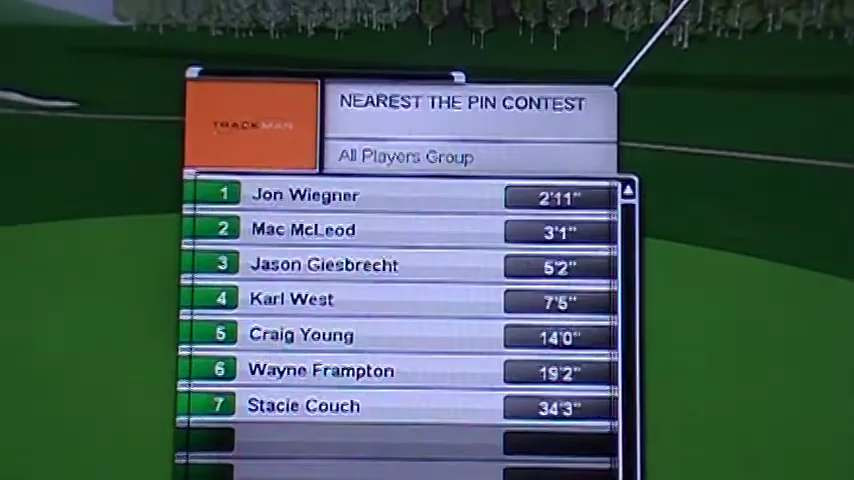 TRACKMAN
NEAREST THE PIN CONTEST
All Players Group
1 Jon Wiegner 2'11"
2 Mac McLeod 3'1"
3 Jason Giesbrecht 5'2"
4 Karl West 7'5"
5 Craig Young 14'0"
6 Wayne Frampton 19'2"
7 Stacie Couch 34'3"